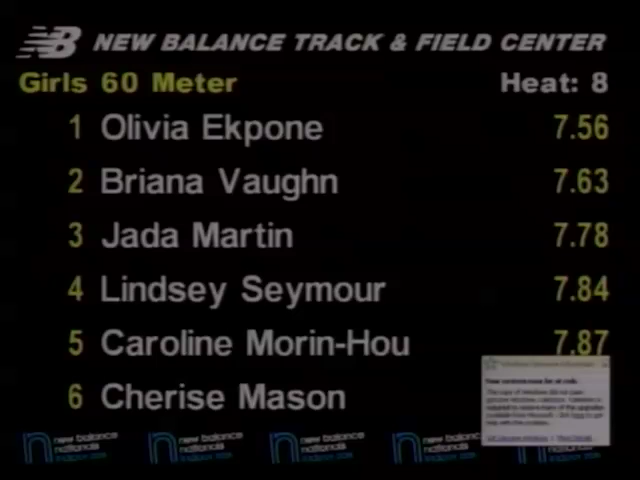 NB NEW BALANCE TRACK & FIELD CENTER
Girls 60 Meter Heat: 8
1 Olivia Ekpone 7.56
2 Briana Vaughn 7.63
3 Jada Martin 7.78
4 Lindsey Seymour 7.84
5 Caroline Morin-Hou 7.87
6 Cherise Mason
new balance nationals new balance nationals new balance nationals new balance nationals